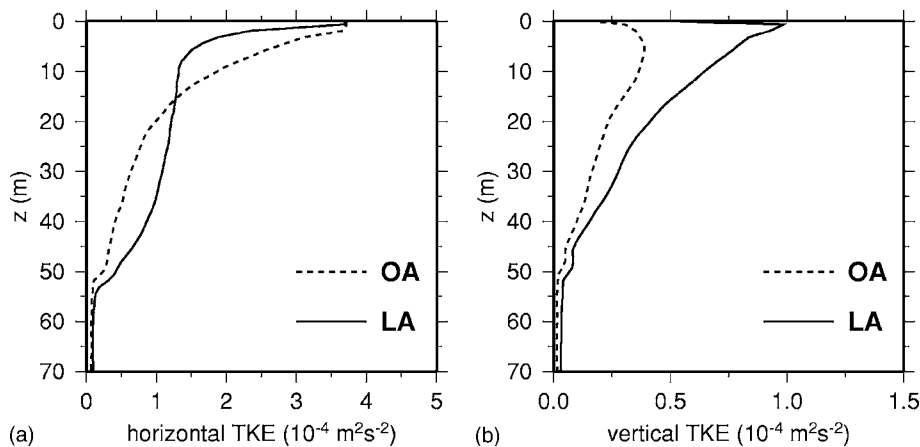 0
10
20
30
40
50
60
70
z (m)
0 1 2 3 4 5
OA
LA
(a) horizontal TKE (10⁻⁴ m²s⁻²)
0
10
20
30
40
50
60
70
z (m)
0.0 0.5 1.0 1.5
OA
LA
(b) vertical TKE (10⁻⁴ m²s⁻²)